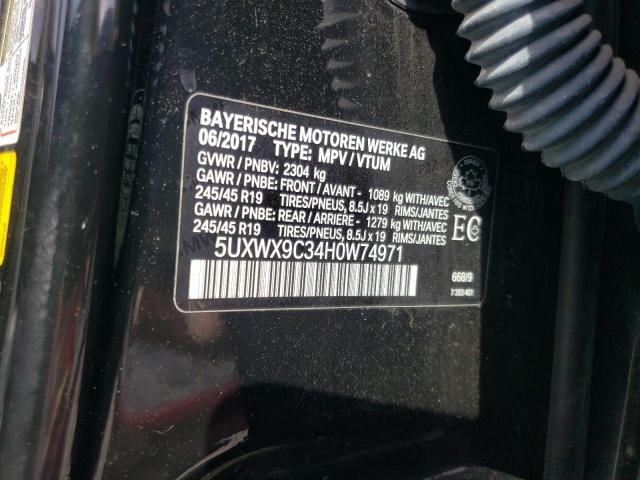 BAYERISCHE MOTOREN WERKE AG
06/2017 TYPE: MPV / VTUM
GVWR / PNBV: 2304 kg
GAWR / PNBE: FRONT / AVANT - 1089 kg WITH/AVEC
245/45 R19 TIRES/PNEUS, 8.5J x 19 RIMS/JANTES
GAWR / PNBE: REAR / ARRIERE - 1279 kg WITH/AVEC
245/45 R19 TIRES/PNEUS, 8.5J x 19 RIMS/JANTES
EC
5UXWX9C34H0W74971
668/9